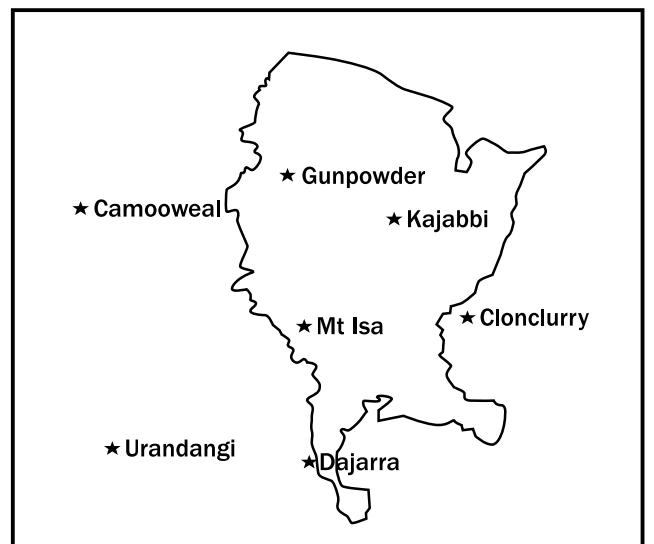 Gunpowder
Camooweal
Kajabbi
Mt Isa
Clonclurry
Urandangi
Dajarra